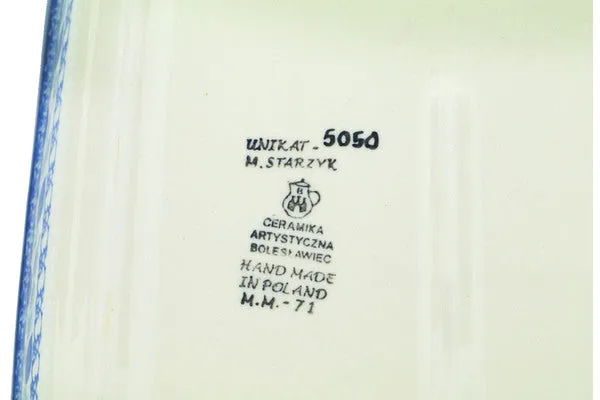 UNIKAT - 5050
M. STARZYK
B
CERAMIKA
ARTYSTYCZNA
BOLESŁAWIEC
HAND MADE
IN POLAND
M.M. - 71